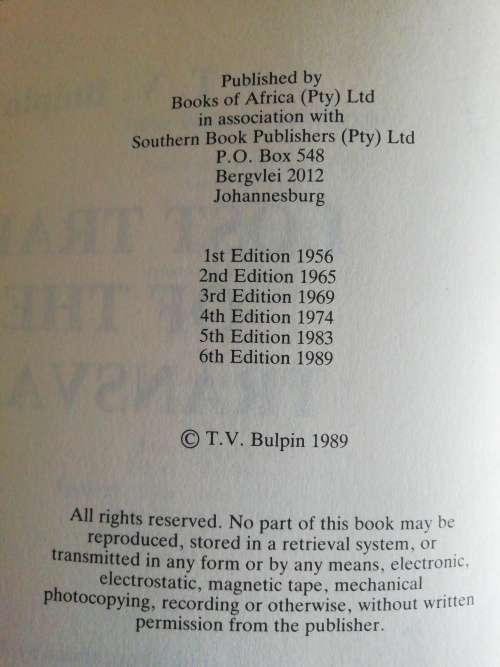 Published by
Books of Africa (Pty) Ltd
in association with
Southern Book Publishers (Pty) Ltd
P.O. Box 548
Bergvlei 2012
Johannesburg
1st Edition 1956
2nd Edition 1965
3rd Edition 1969
4th Edition 1974
5th Edition 1983
6th Edition 1989
© T.V. Bulpin 1989
All rights reserved. No part of this book may be
reproduced, stored in a retrieval system, or
transmitted in any form or by any means, electronic,
electrostatic, magnetic tape, mechanical
photocopying, recording or otherwise, without written
permission from the publisher.